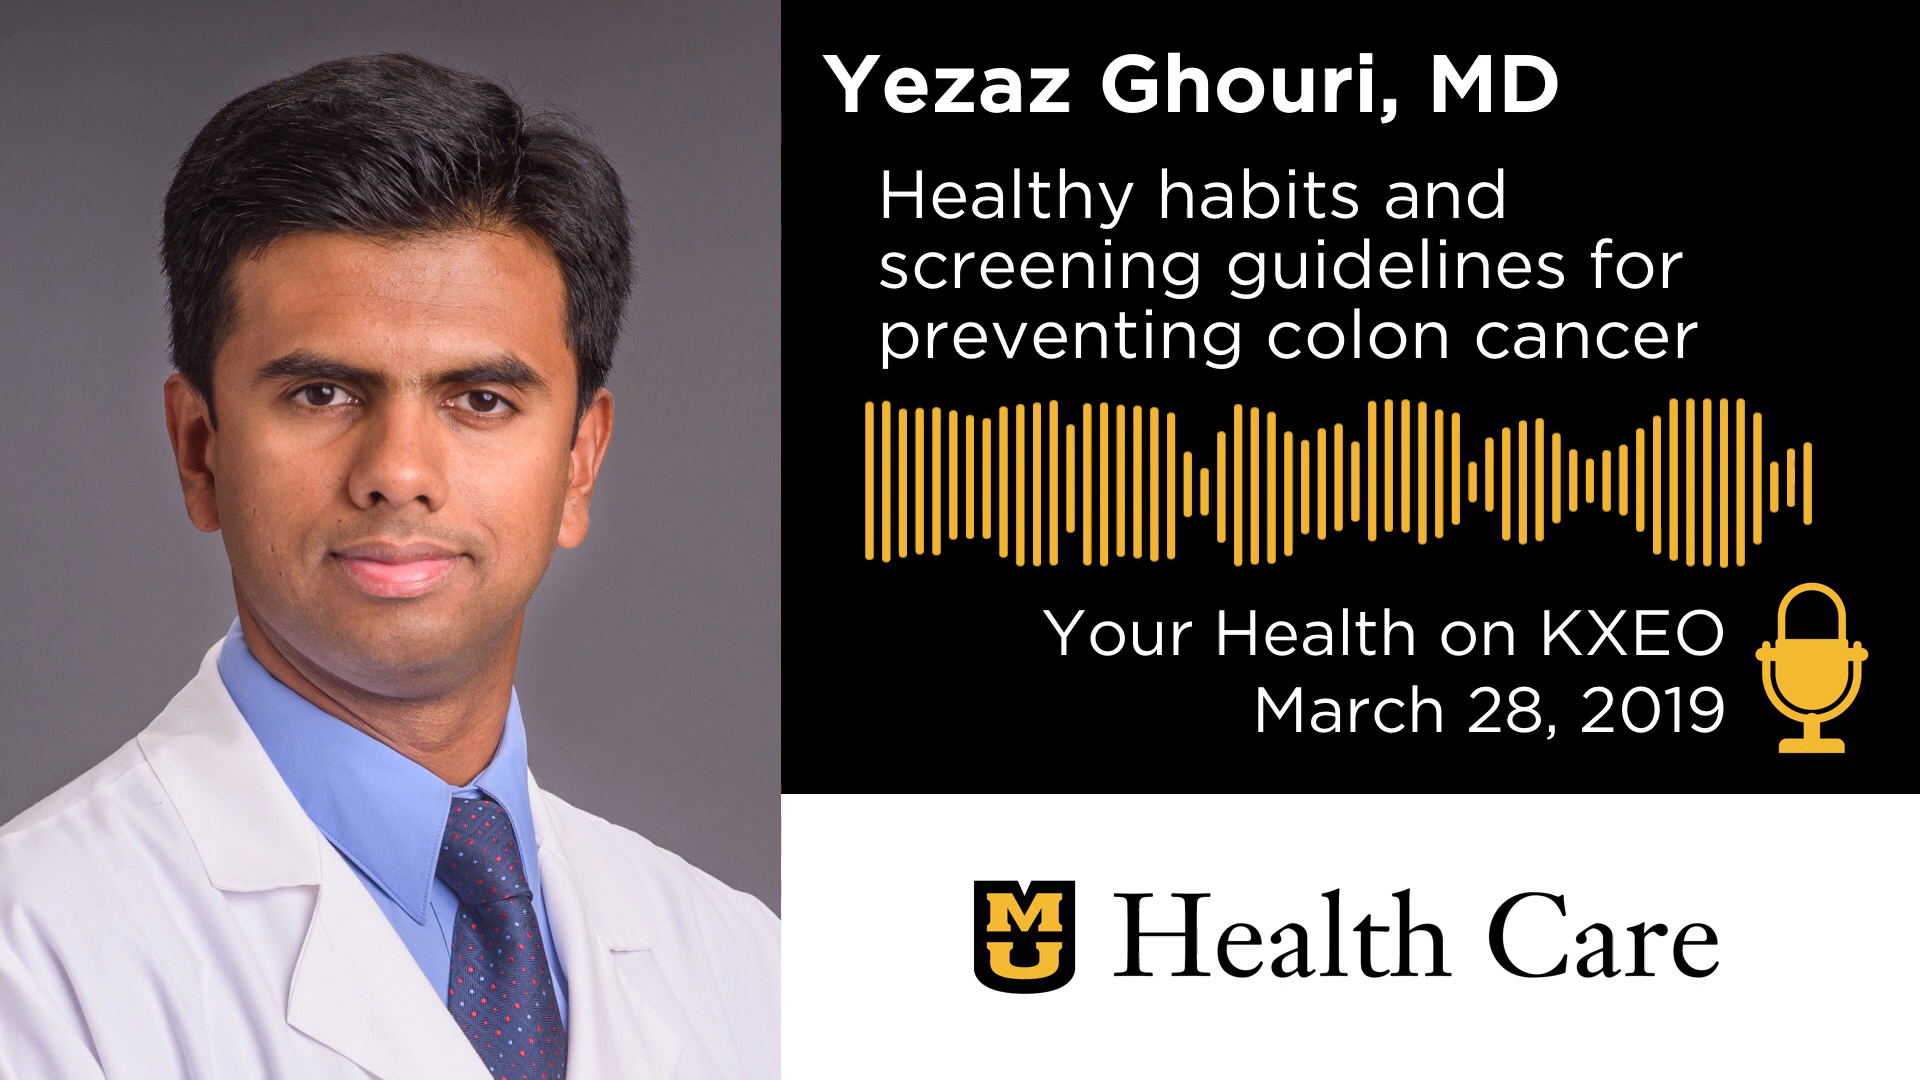 Yezaz Ghouri, MD
Healthy habits and
screening guidelines for
preventing colon cancer
Your Health on KXEO
March 28, 2019
MU Health Care